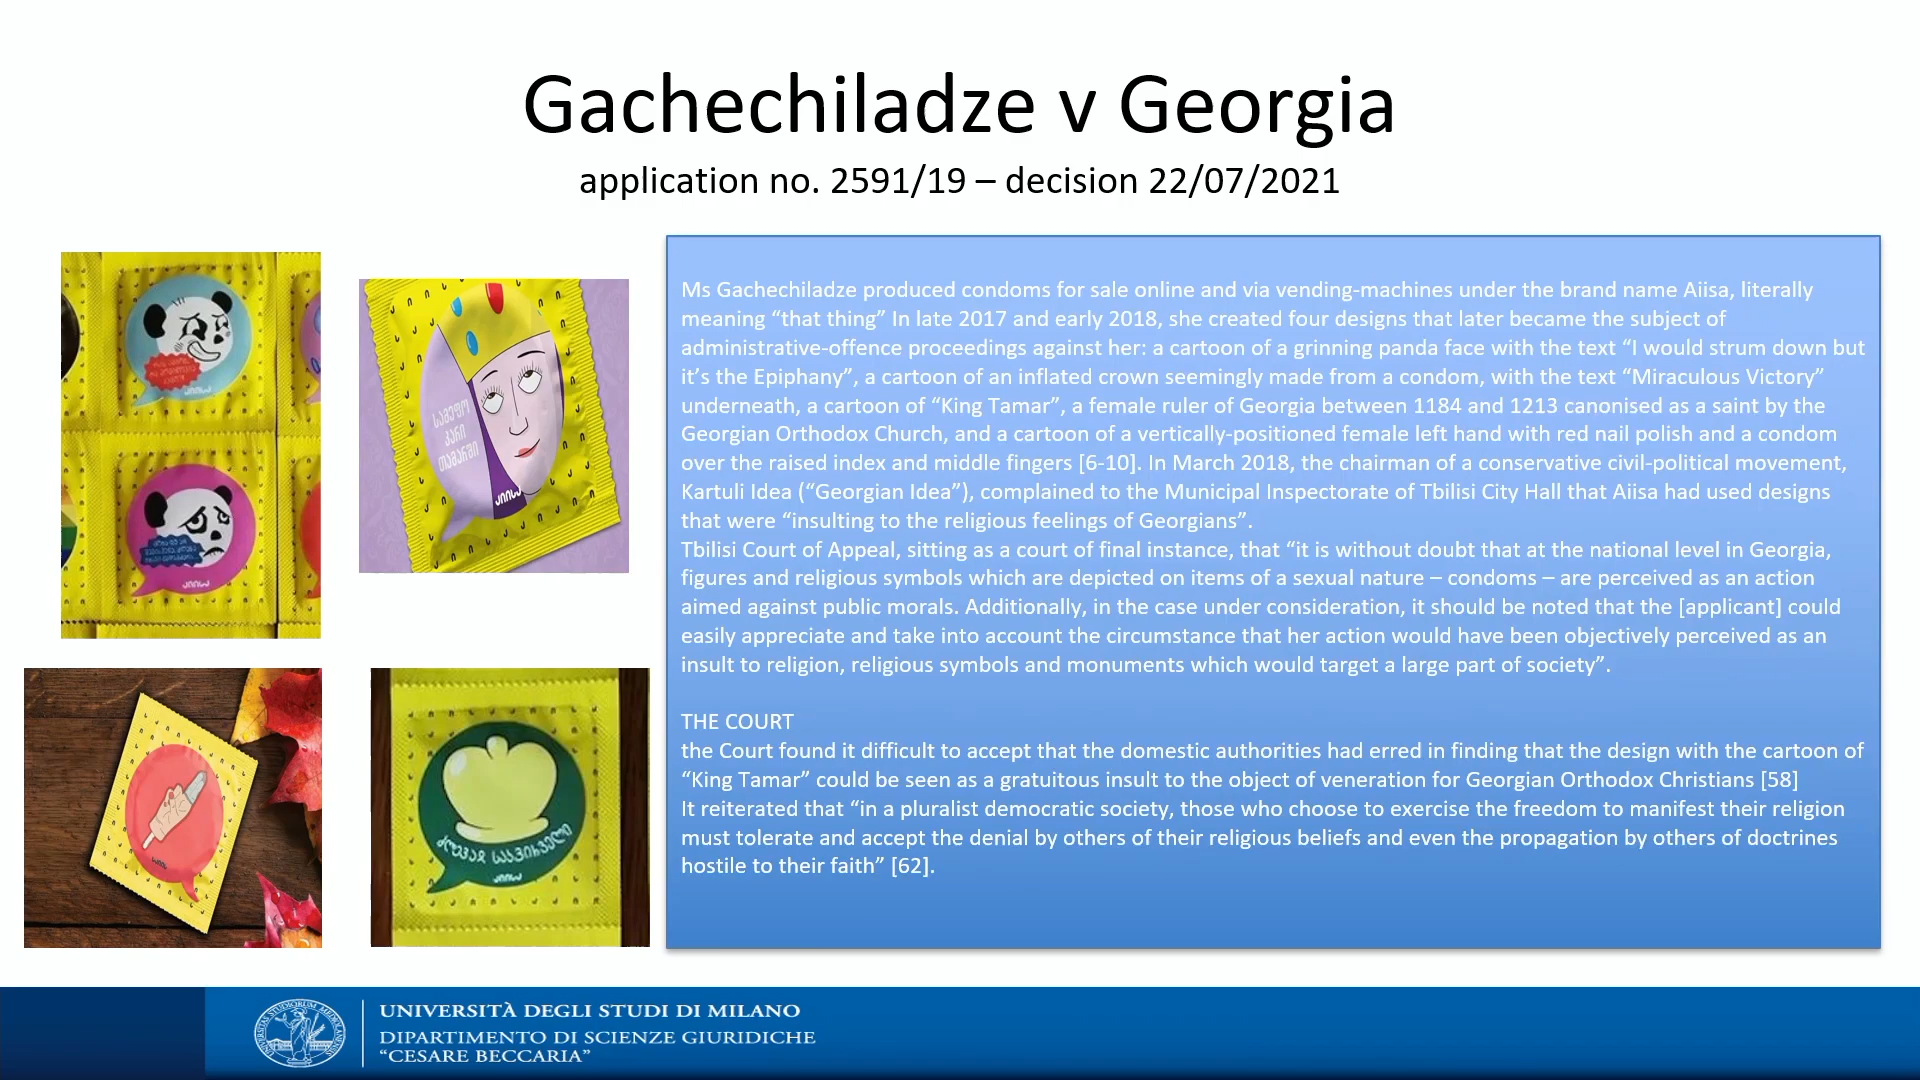 Gachechiladze v Georgia
application no. 2591/19 – decision 22/07/2021
Ms Gachechiladze produced condoms for sale online and via vending-machines under the brand name Aiisa, literally
meaning “that thing” In late 2017 and early 2018, she created four designs that later became the subject of
administrative-offence proceedings against her: a cartoon of a grinning panda face with the text “I would strum down but
it’s the Epiphany”, a cartoon of an inflated crown seemingly made from a condom, with the text “Miraculous Victory”
underneath, a cartoon of “King Tamar”, a female ruler of Georgia between 1184 and 1213 canonised as a saint by the
Georgian Orthodox Church, and a cartoon of a vertically-positioned female left hand with red nail polish and a condom
over the raised index and middle fingers [6-10]. In March 2018, the chairman of a conservative civil-political movement,
Kartuli Idea (“Georgian Idea”), complained to the Municipal Inspectorate of Tbilisi City Hall that Aiisa had used designs
that were “insulting to the religious feelings of Georgians”.
Tbilisi Court of Appeal, sitting as a court of final instance, that “it is without doubt that at the national level in Georgia,
figures and religious symbols which are depicted on items of a sexual nature – condoms – are perceived as an action
aimed against public morals. Additionally, in the case under consideration, it should be noted that the [applicant] could
easily appreciate and take into account the circumstance that her action would have been objectively perceived as an
insult to religion, religious symbols and monuments which would target a large part of society”.
THE COURT
the Court found it difficult to accept that the domestic authorities had erred in finding that the design with the cartoon of
“King Tamar” could be seen as a gratuitous insult to the object of veneration for Georgian Orthodox Christians [58]
It reiterated that “in a pluralist democratic society, those who choose to exercise the freedom to manifest their religion
must tolerate and accept the denial by others of their religious beliefs and even the propagation by others of doctrines
hostile to their faith” [62].
აიისა
აიისა
სამეფო
კარი
თამარში
აიისა
აიისა
აიისა
UNIVERSITÀ DEGLI STUDI DI MILANO
DIPARTIMENTO DI SCIENZE GIURIDICHE
“CESARE BECCARIA”